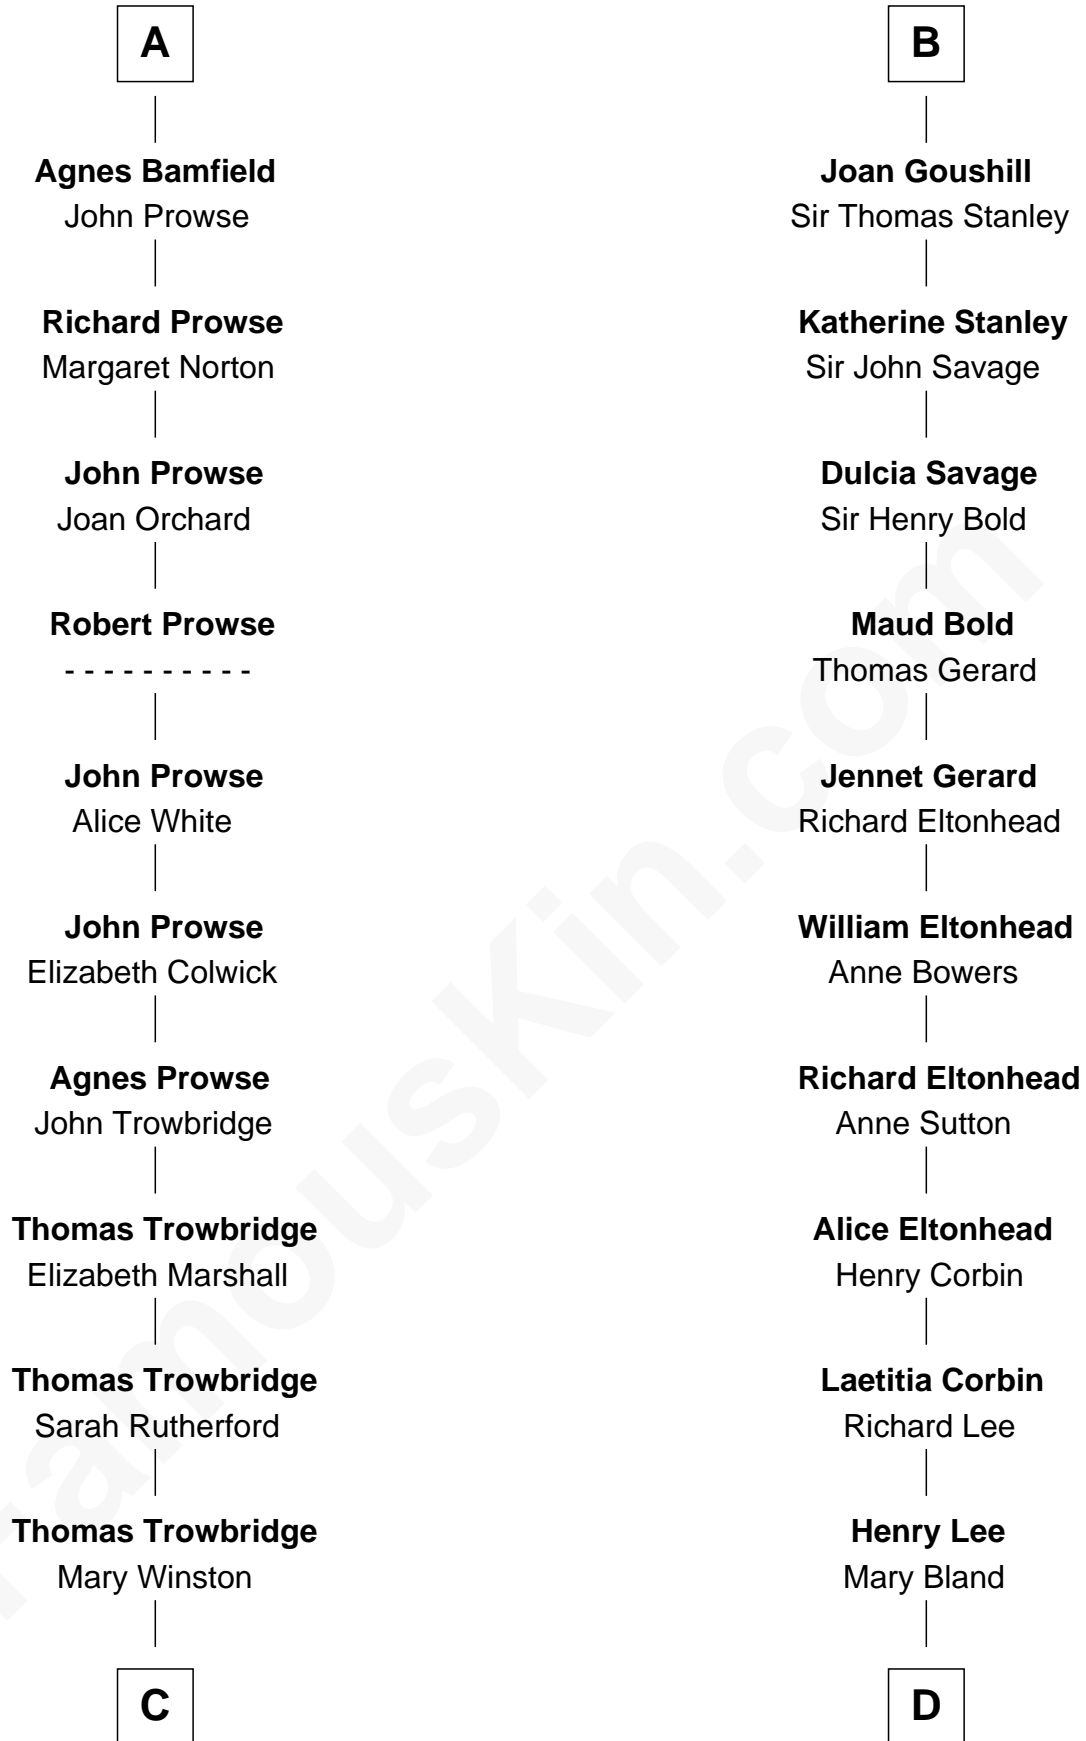 A
Agnes Bamfield
John Prowse
Richard Prowse
Margaret Norton
John Prowse
Joan Orchard
Robert Prowse
- - - - - - - - - -
John Prowse
Alice White
John Prowse
Elizabeth Colwick
Agnes Prowse
John Trowbridge
Thomas Trowbridge
Elizabeth Marshall
Thomas Trowbridge
Sarah Rutherford
Thomas Trowbridge
Mary Winston
C
B
Joan Goushill
Sir Thomas Stanley
Katherine Stanley
Sir John Savage
Dulcia Savage
Sir Henry Bold
Maud Bold
Thomas Gerard
Jennet Gerard
Richard Eltonhead
William Eltonhead
Anne Bowers
Richard Eltonhead
Anne Sutton
Alice Eltonhead
Henry Corbin
Laetitia Corbin
Richard Lee
Henry Lee
Mary Bland
D
FamousKin.com